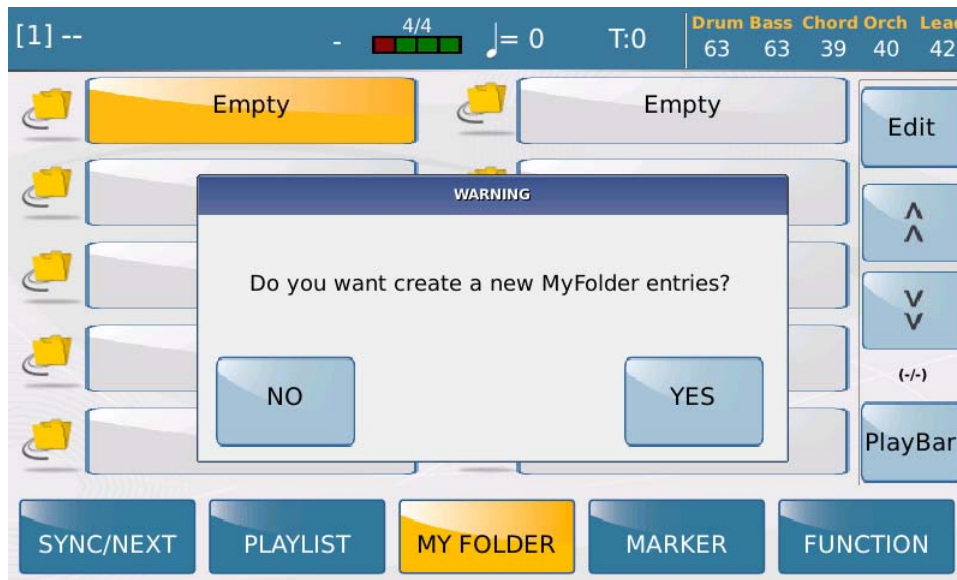 [1] -- - 4/4 ♩= 0 T:0 Drum Bass Chord Orch Lead
63 63 39 40 42
Empty Empty
Edit
WARNING
Do you want create a new MyFolder entries?
NO YES
(-/-)
PlayBar
SYNC/NEXT PLAYLIST MY FOLDER MARKER FUNCTION